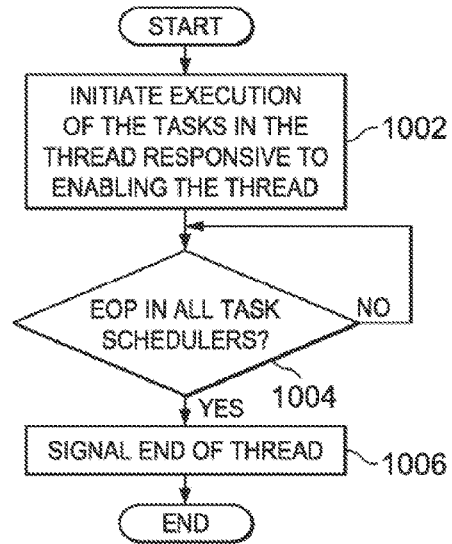 START
INITIATE EXECUTION
OF THE TASKS IN THE
THREAD RESPONSIVE TO
ENABLING THE THREAD
1002
EOP IN ALL TASK
SCHEDULERS?
NO
1004
YES
SIGNAL END OF THREAD
1006
END